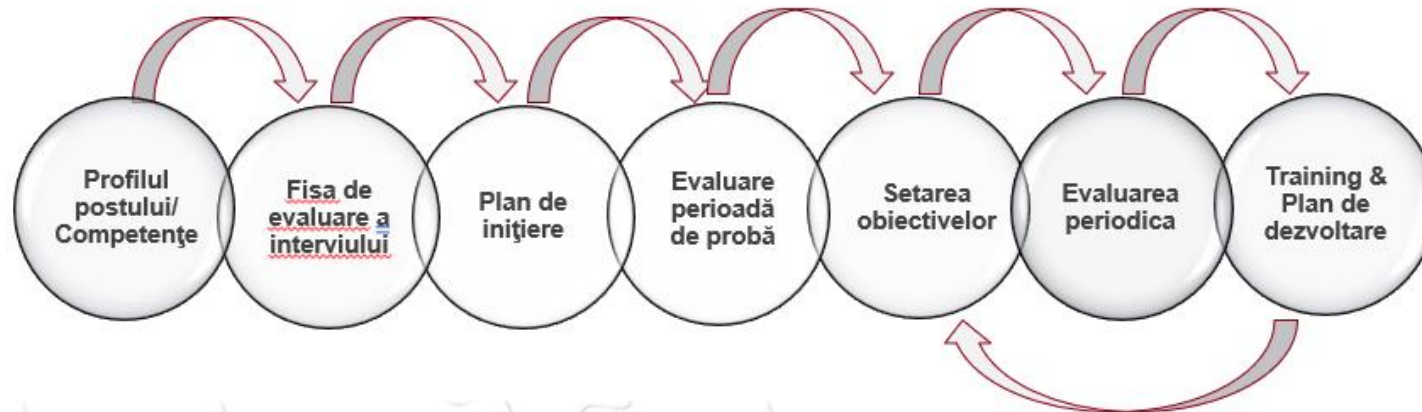 Profilul
postului/
Competenţe
Fisa de
evaluare a
interviului
Plan de
iniţiere
Evaluare
perioadă
de probă
Setarea
obiectivelor
Evaluarea
periodica
Training &
Plan de
dezvoltare